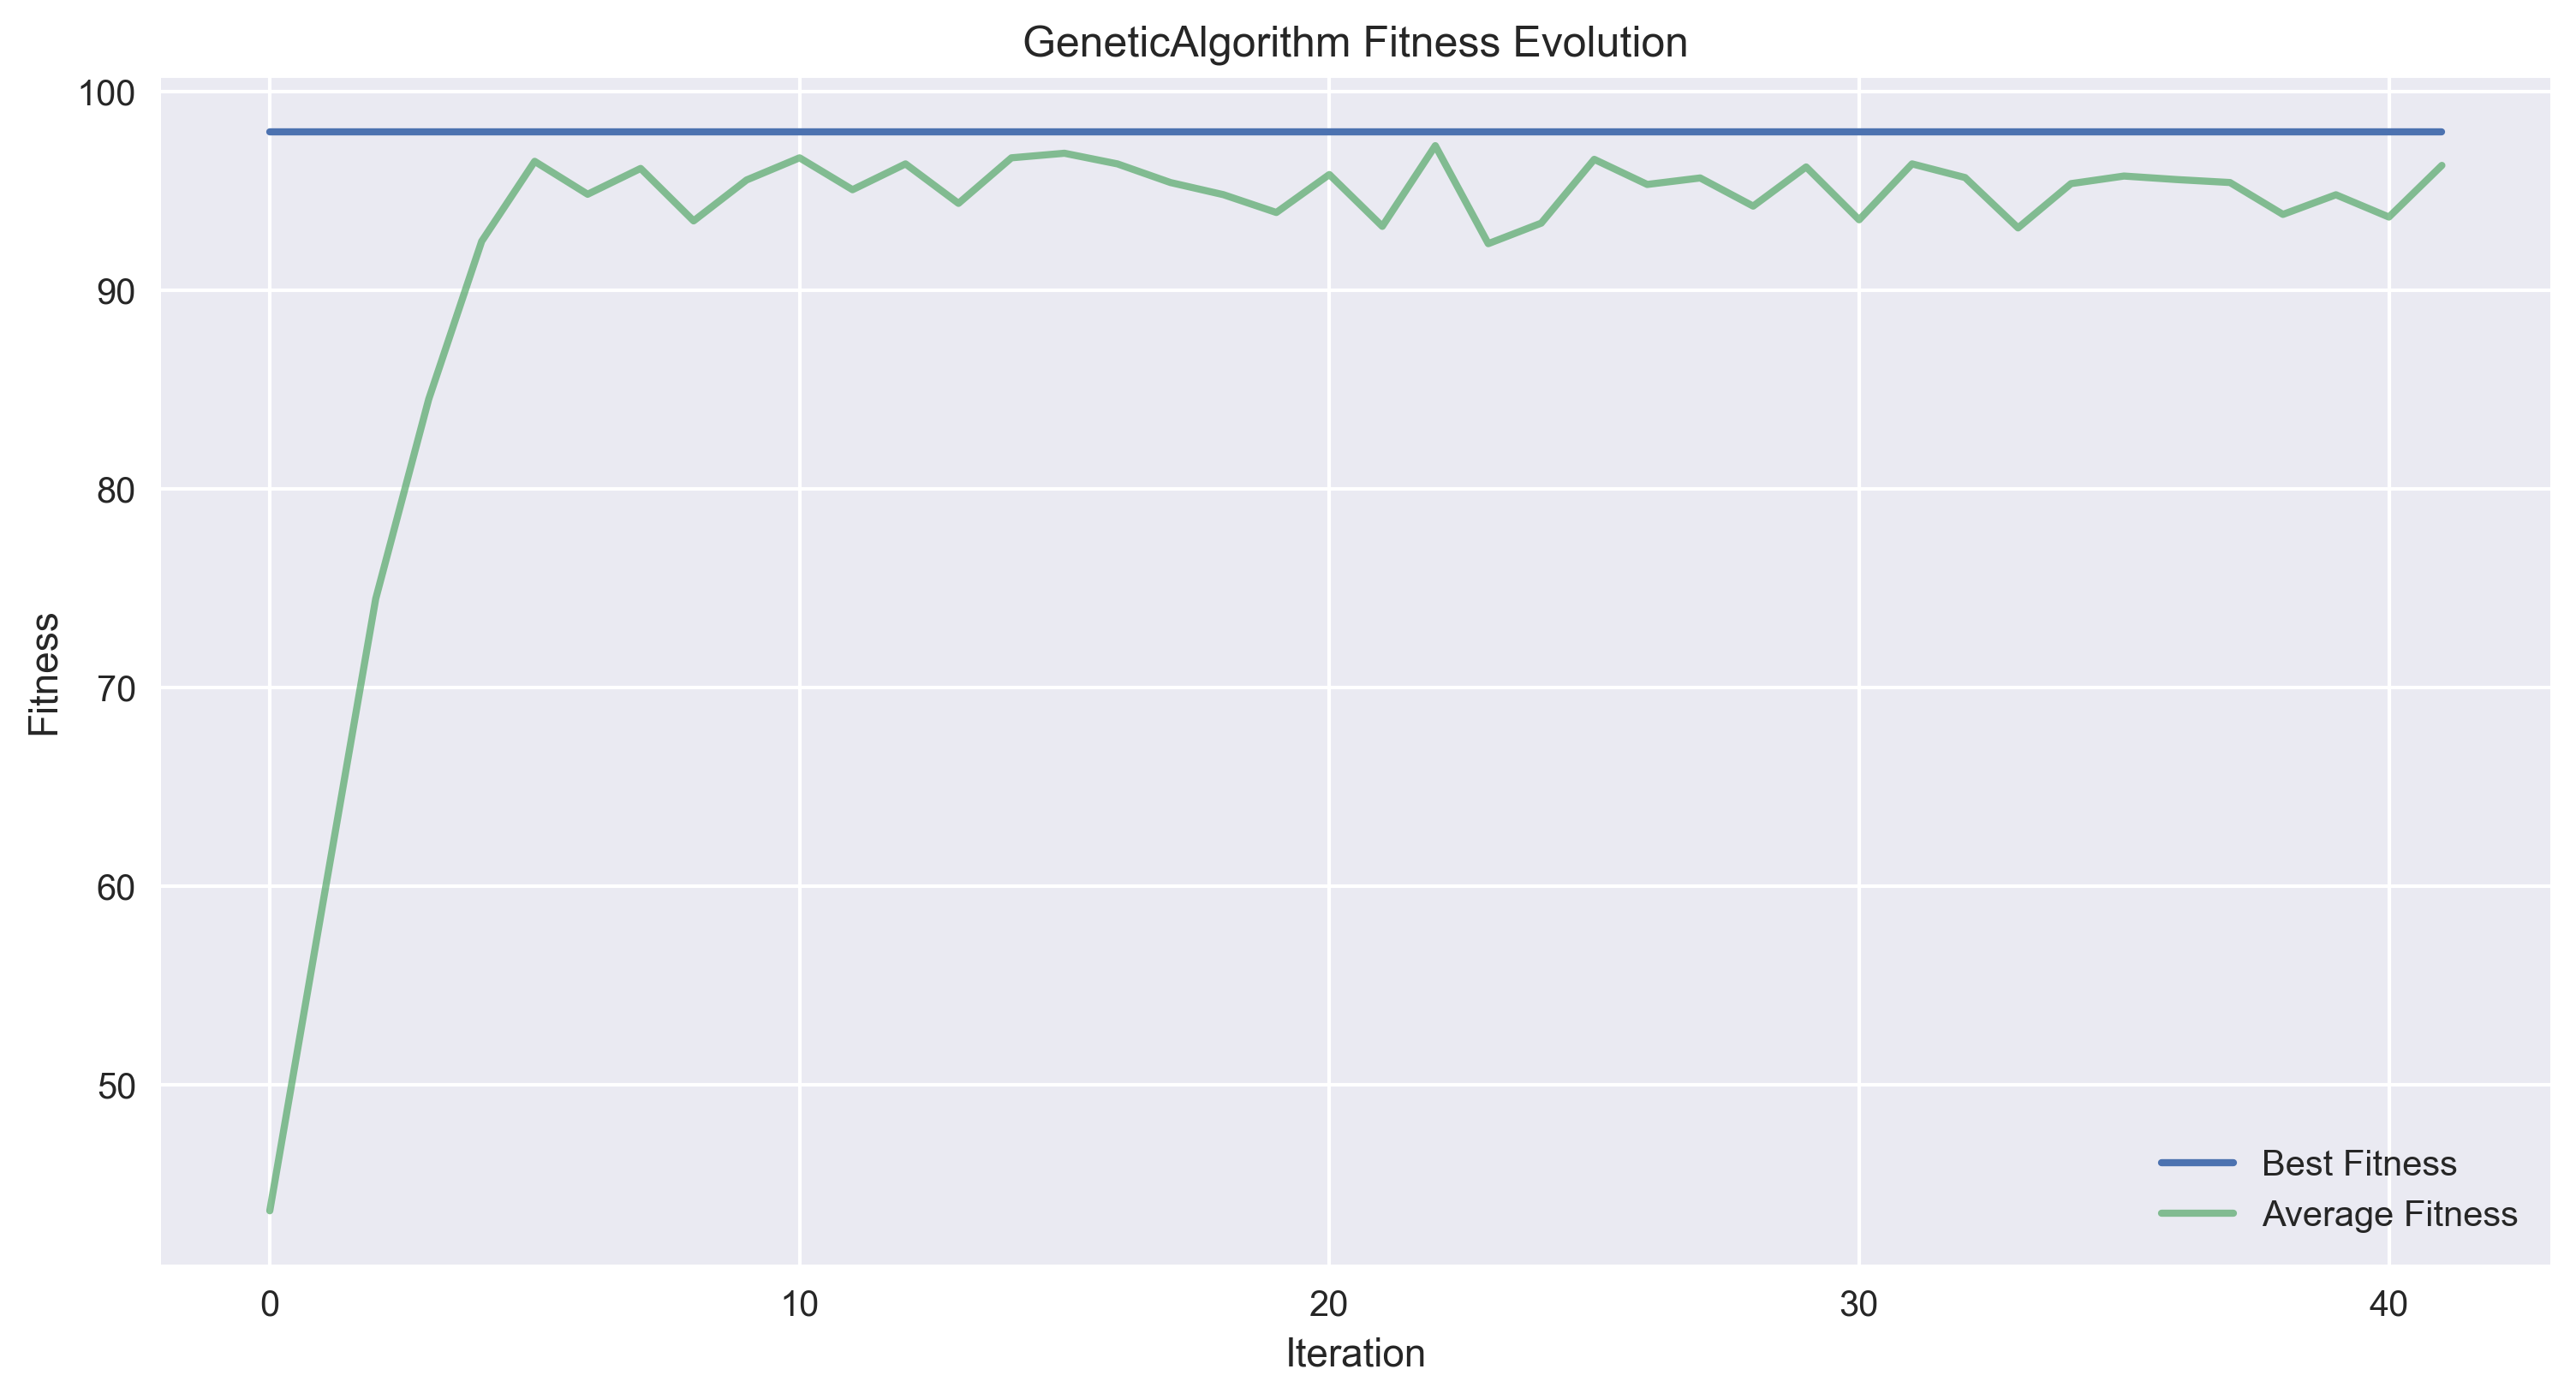 GeneticAlgorithm Fitness Evolution
100
90
80
70
60
50
Fitness
0 10 20 30 40
Iteration
Best Fitness
Average Fitness